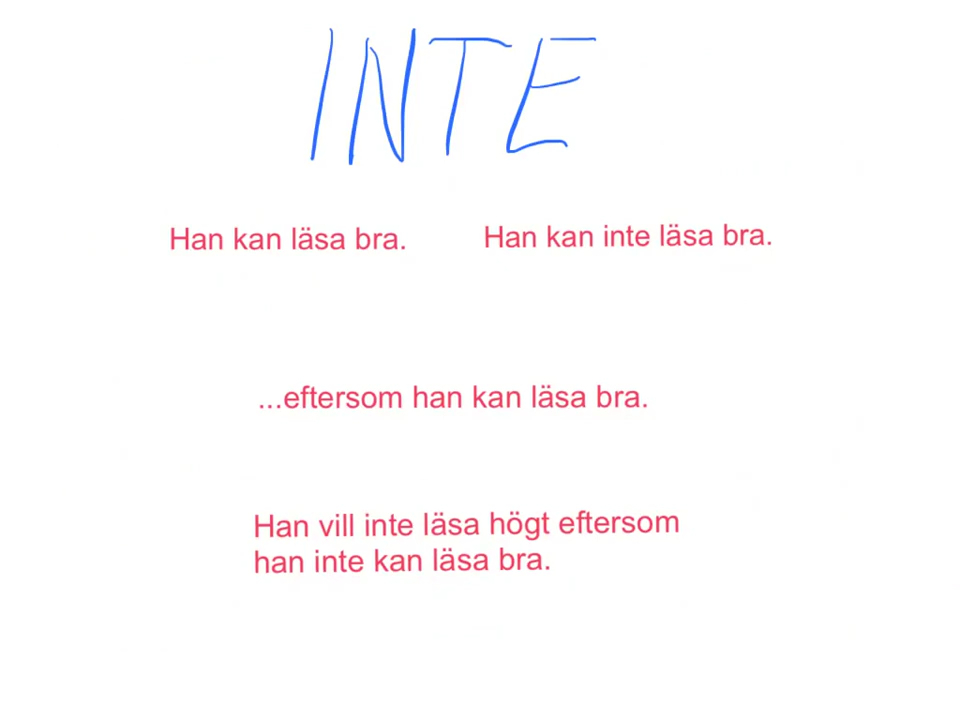 INTE
Han kan läsa bra. Han kan inte läsa bra.
...eftersom han kan läsa bra.
Han vill inte läsa högt eftersom
han inte kan läsa bra.